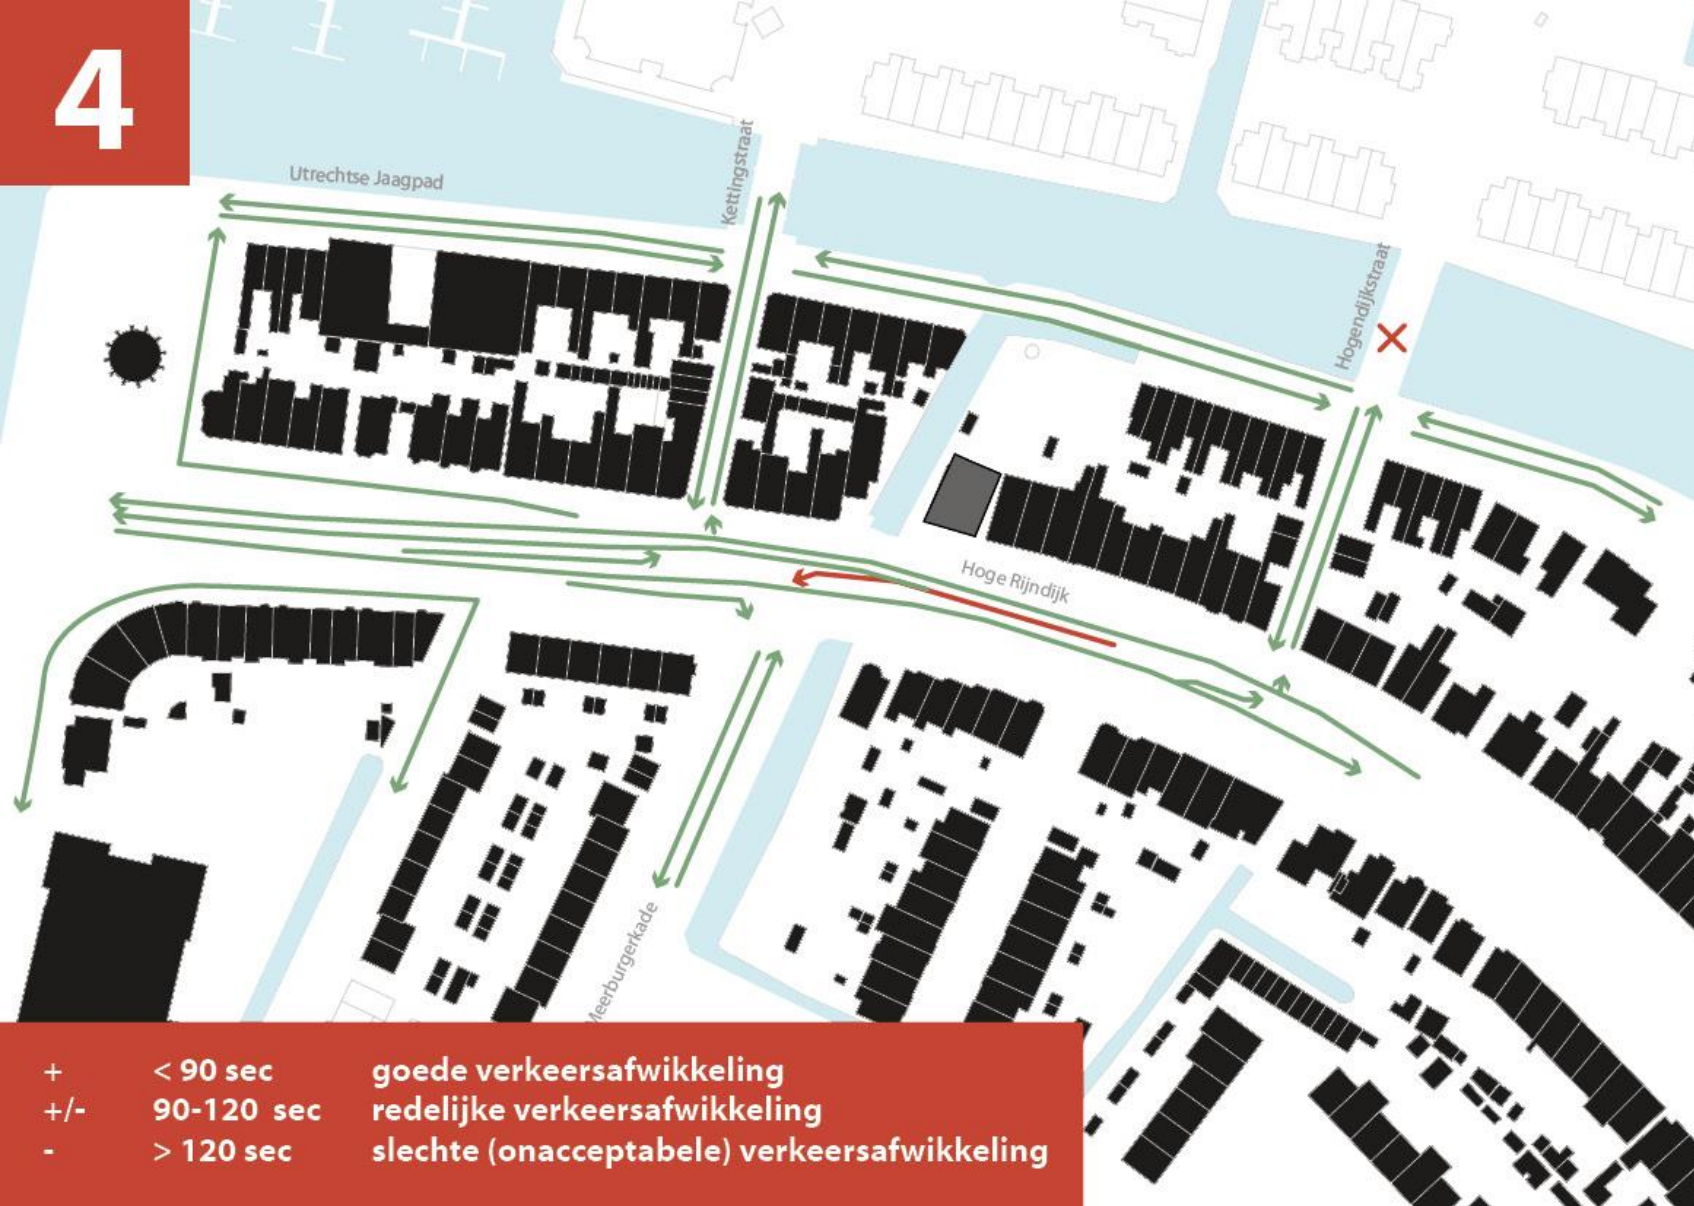 4
Utrechtse Jaagpad
Kettingstraat
Hogendijkstraat
Hoge Rijndijk
Meerburgerkade
+ < 90 sec goede verkeersafwikkeling
+/- 90-120 sec redelijke verkeersafwikkeling
- > 120 sec slechte (onacceptabele) verkeersafwikkeling